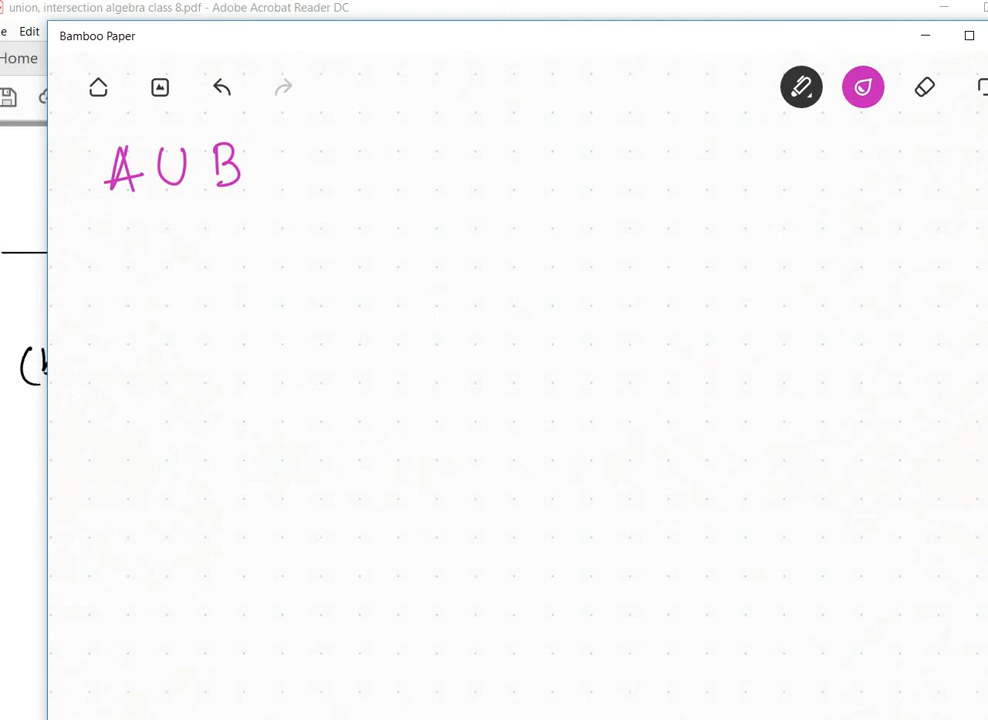 union, intersection algebra class 8.pdf - Adobe Acrobat Reader DC
Edit
Bamboo Paper
Home
A U B